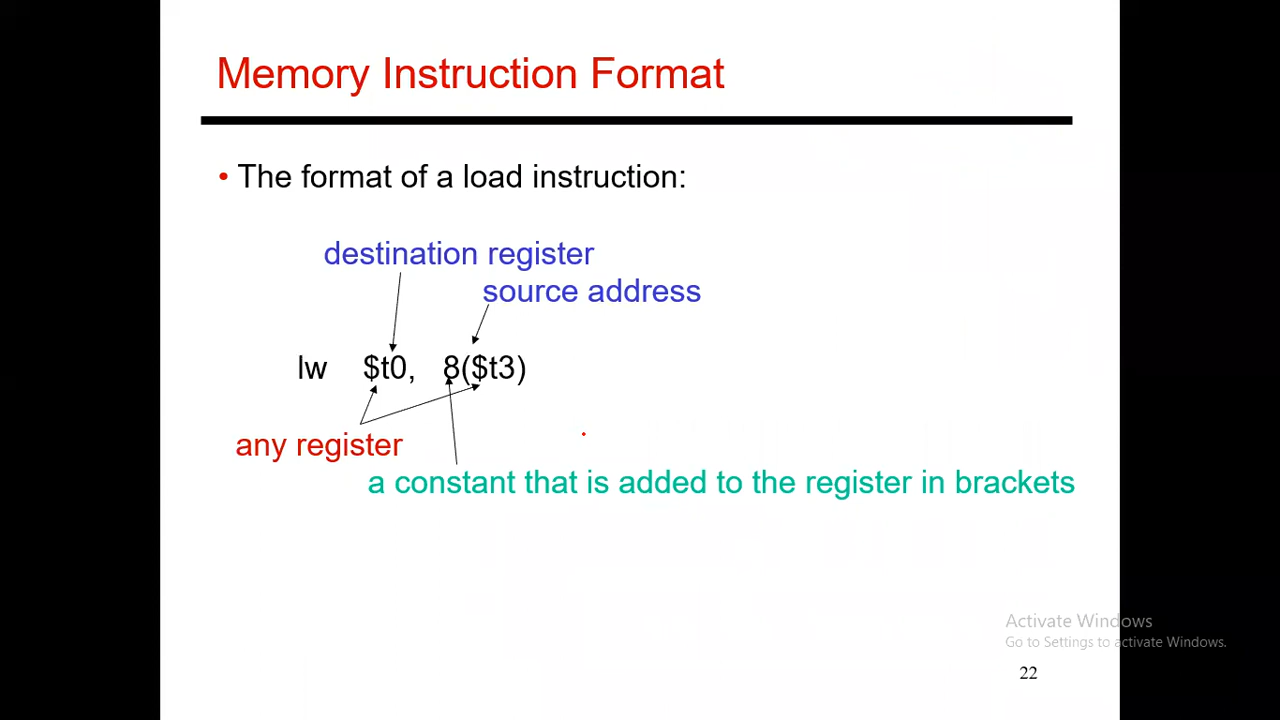 Memory Instruction Format
• The format of a load instruction:
destination register
source address
lw $t0, 8($t3)
any register
a constant that is added to the register in brackets
Activate Windows
Go to Settings to activate Windows.
22